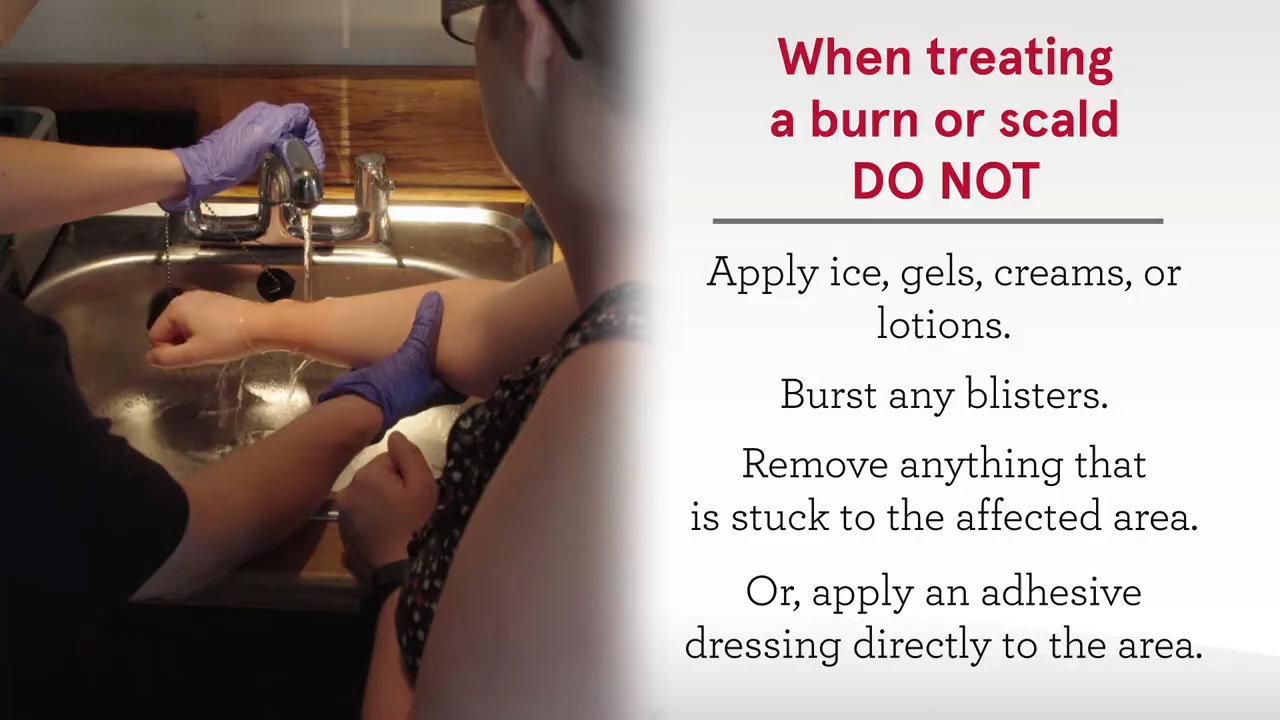 When treating
a burn or scald
DO NOT
Apply ice, gels, creams, or
lotions.
Burst any blisters.
Remove anything that
is stuck to the affected area.
Or, apply an adhesive
dressing directly to the area.